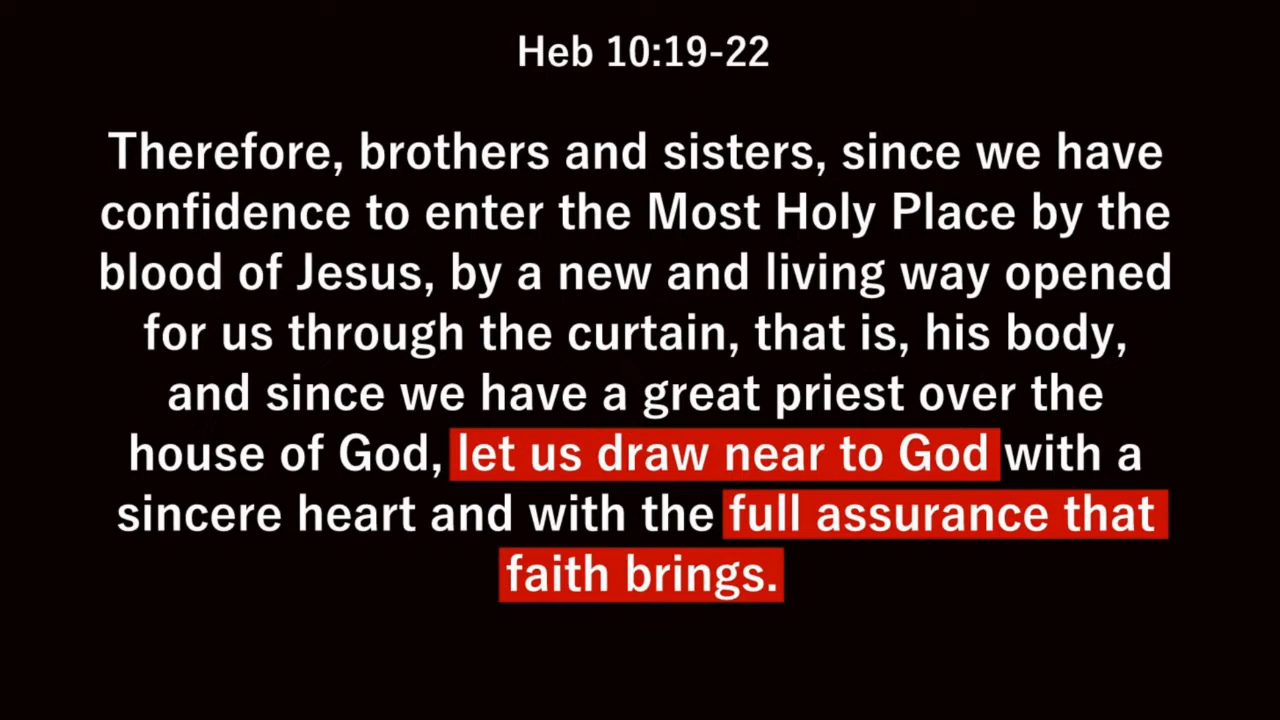 Heb 10:19-22
Therefore, brothers and sisters, since we have
confidence to enter the Most Holy Place by the
blood of Jesus, by a new and living way opened
for us through the curtain, that is, his body,
and since we have a great priest over the
house of God, let us draw near to God with a
sincere heart and with the full assurance that
faith brings.